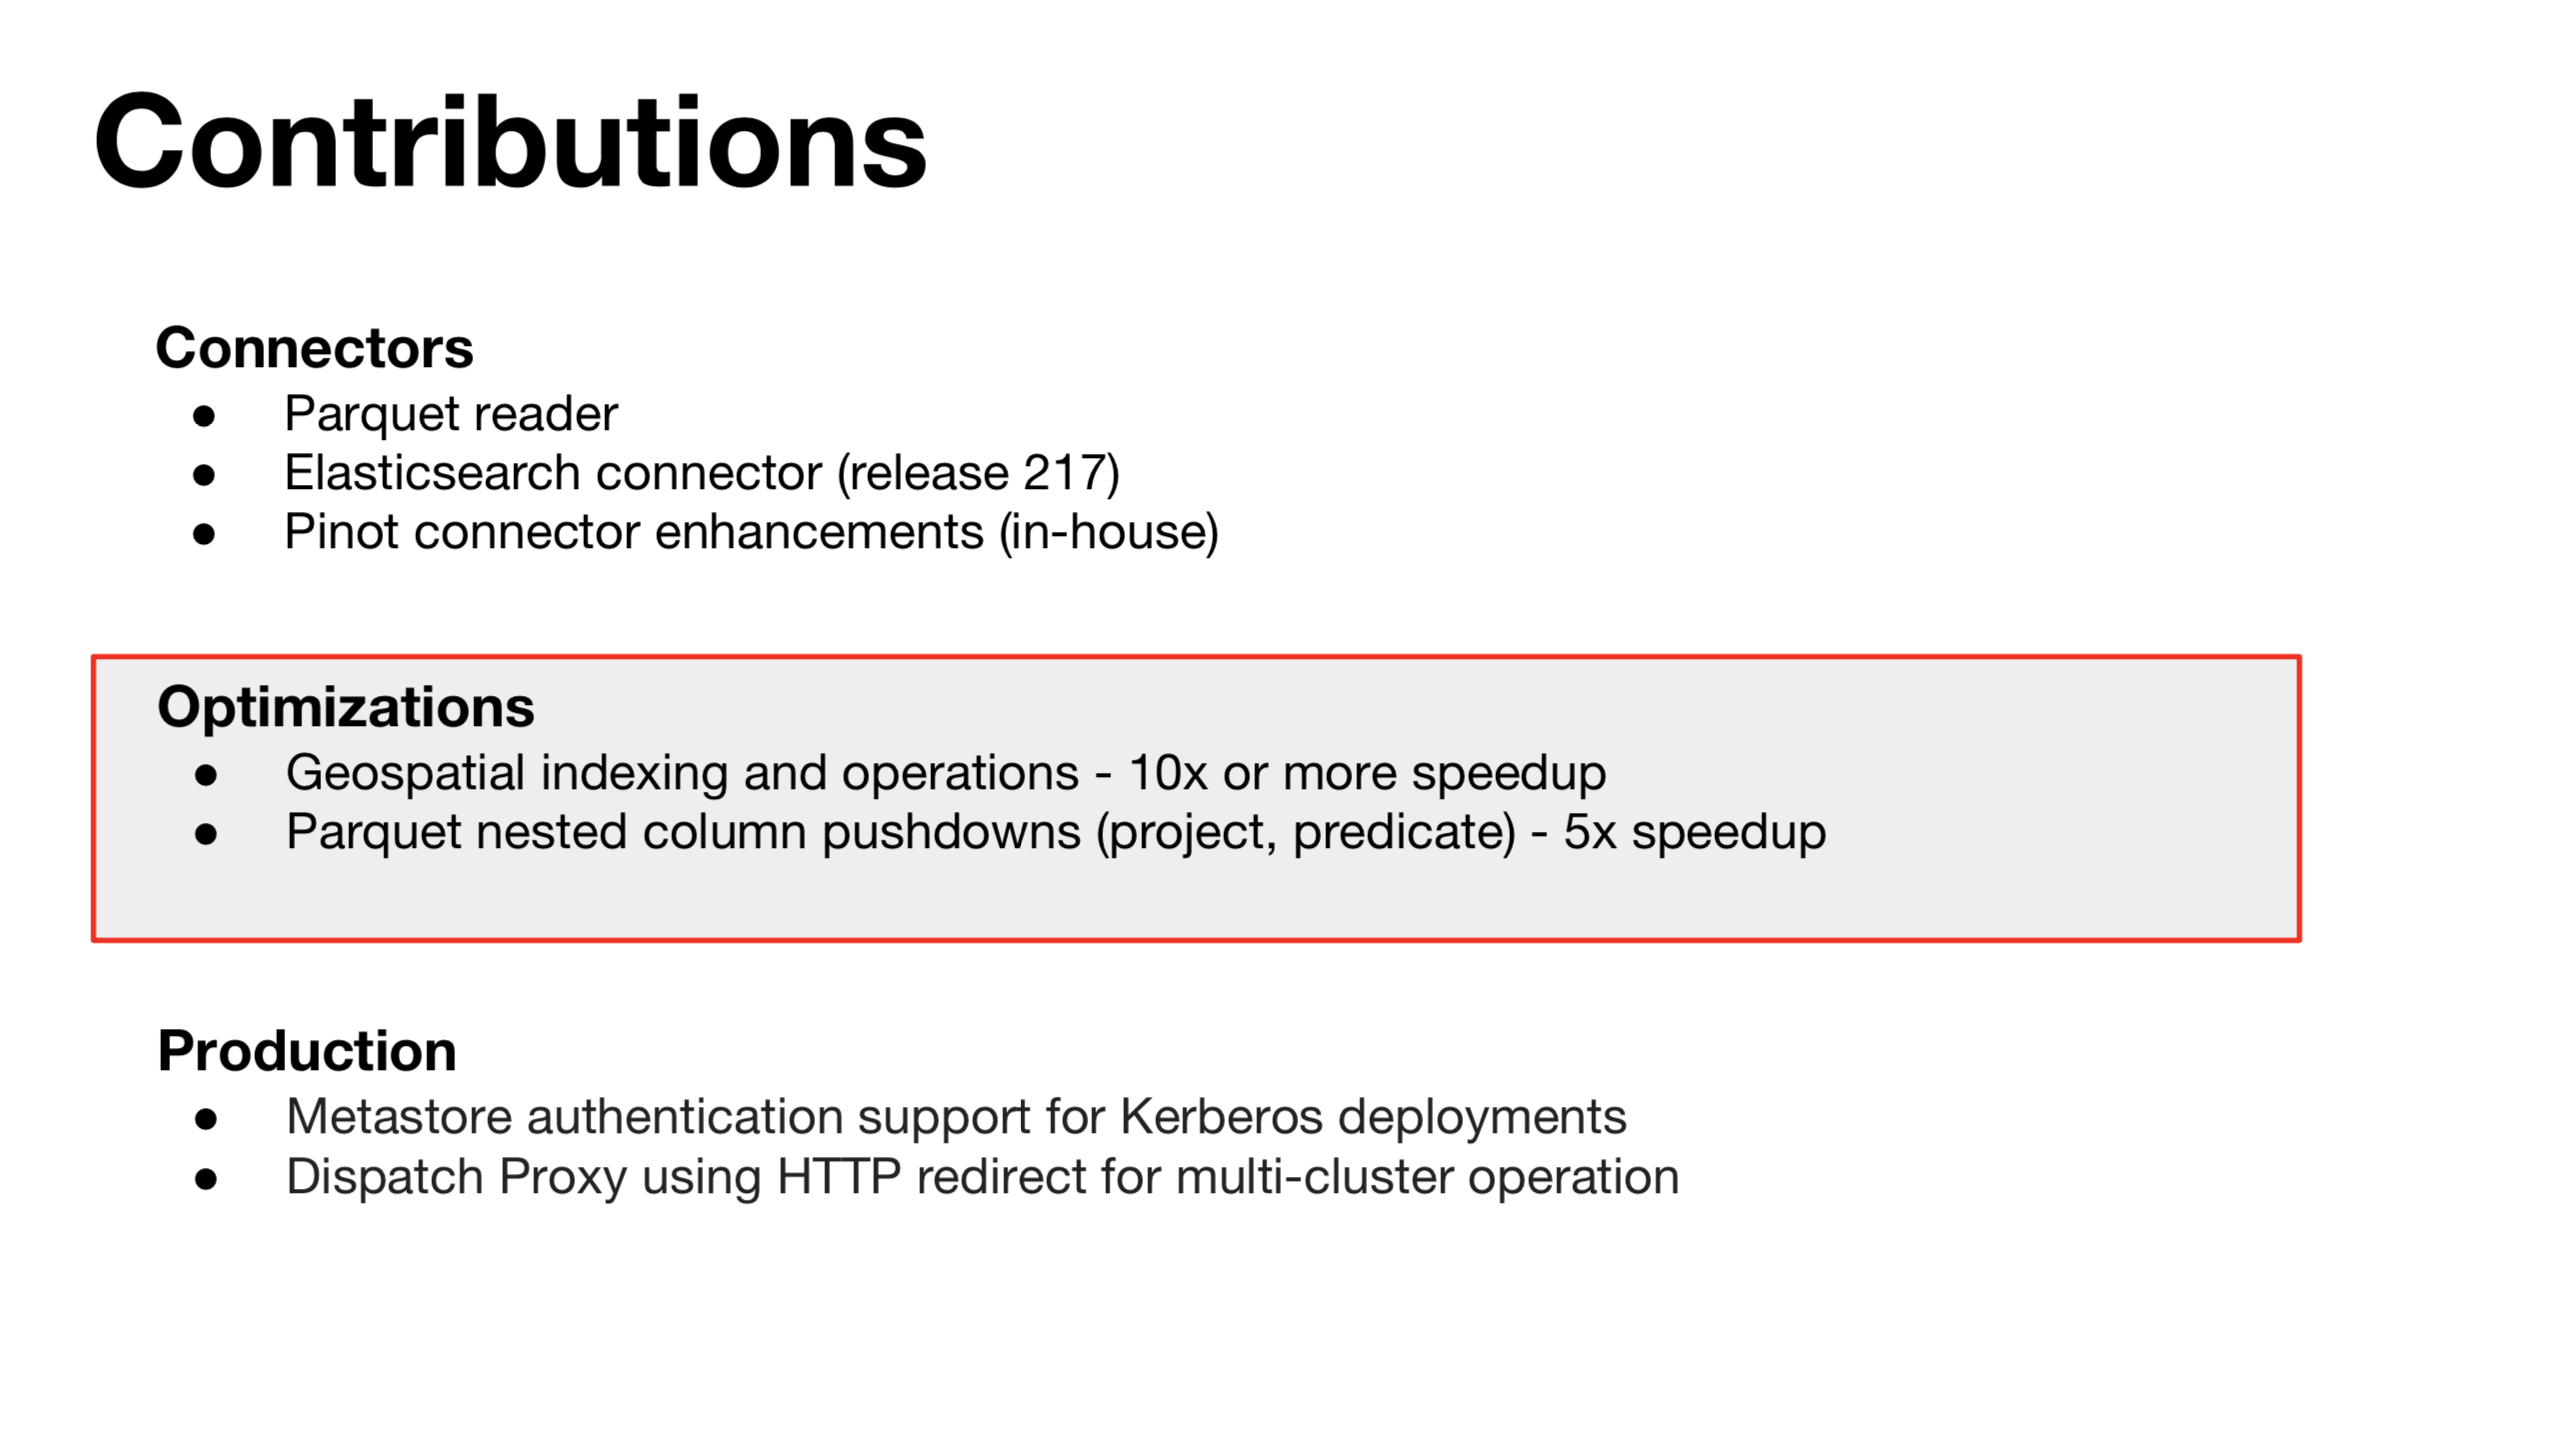 Contributions
Connectors
● Parquet reader
● Elasticsearch connector (release 217)
● Pinot connector enhancements (in-house)
Optimizations
● Geospatial indexing and operations - 10x or more speedup
● Parquet nested column pushdowns (project, predicate) - 5x speedup
Production
● Metastore authentication support for Kerberos deployments
● Dispatch Proxy using HTTP redirect for multi-cluster operation